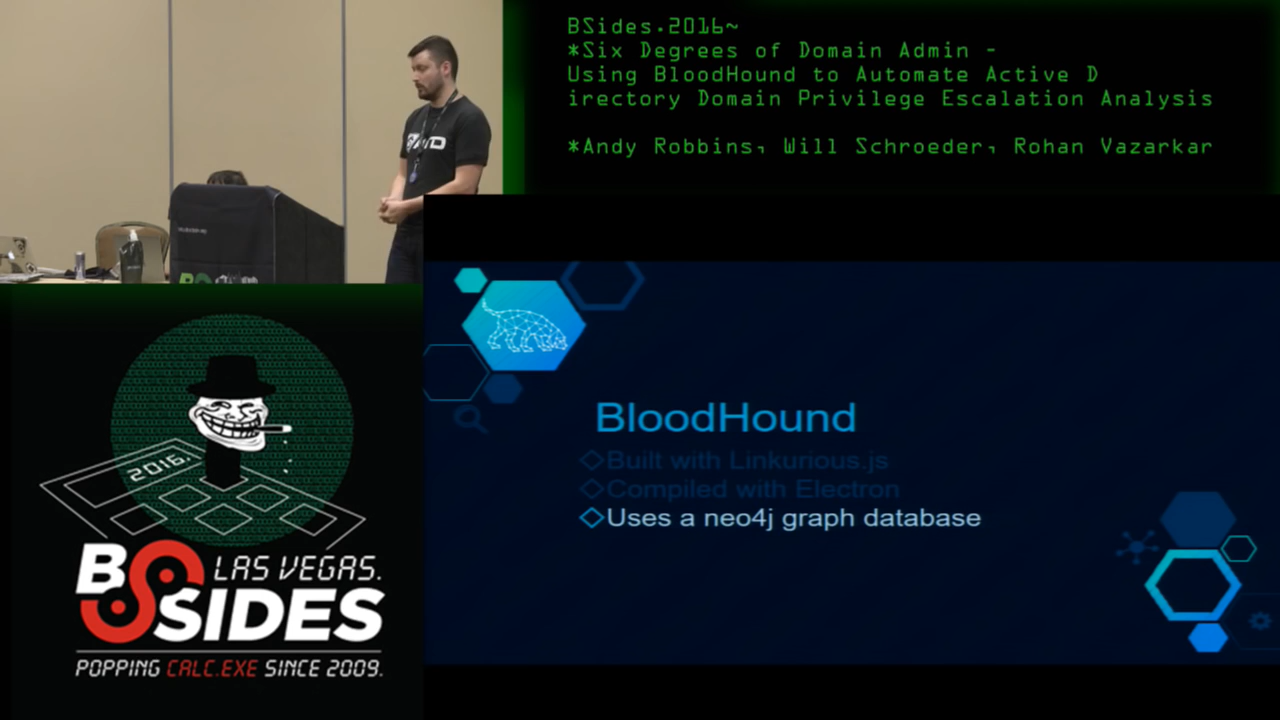 BSides.2016~
*Six Degrees of Domain Admin -
Using BloodHound to Automate Active D
irectory Domain Privilege Escalation Analysis
*Andy Robbins, Will Schroeder, Rohan Vazarkar
BloodHound
◇Built with Linkurious.js
◇Compiled with Electron
◇Uses a neo4j graph database
2016.
BSIDES LAS VEGAS.
POPPING CALC.EXE SINCE 2009.